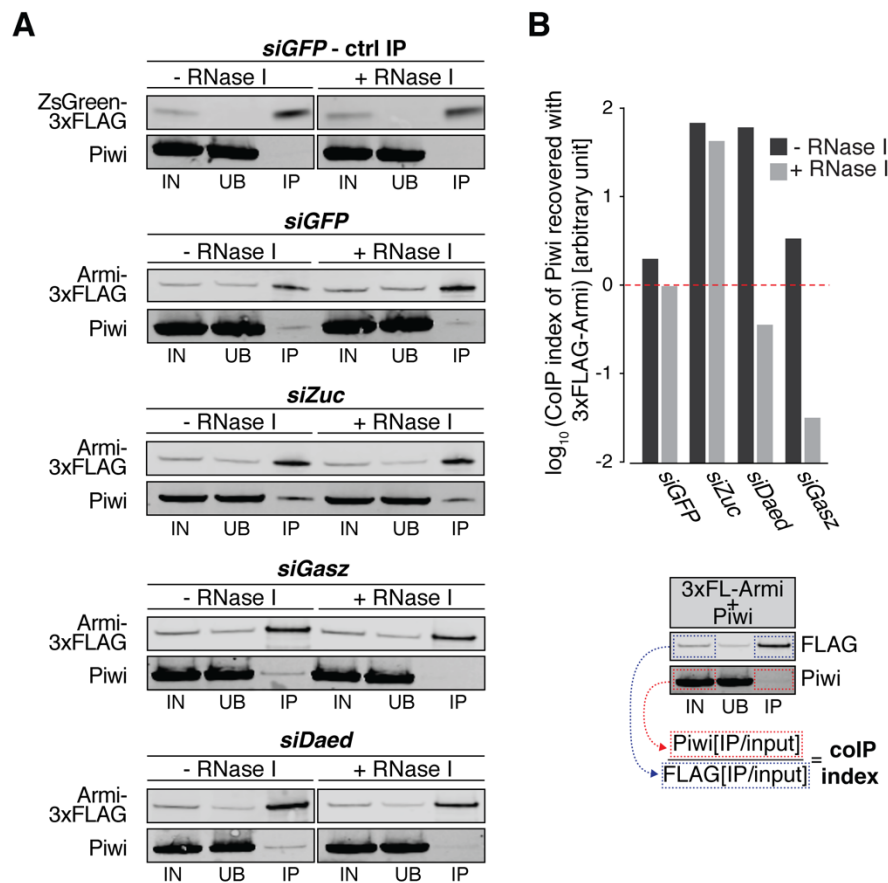 A
siGFP - ctrl IP
- RNase I + RNase I
ZsGreen-
3xFLAG
Piwi
IN UB IP IN UB IP
siGFP
- RNase I + RNase I
Armi-
3xFLAG
Piwi
IN UB IP IN UB IP
siZuc
- RNase I + RNase I
Armi-
3xFLAG
Piwi
IN UB IP IN UB IP
siGasz
- RNase I + RNase I
Armi-
3xFLAG
Piwi
IN UB IP IN UB IP
siDaed
- RNase I + RNase I
Armi-
3xFLAG
Piwi
IN UB IP IN UB IP
B
log10 (CoIP index of Piwi recovered with
3xFLAG-Armi) [arbitrary unit]
2
1
0
-1
-2
- RNase I
+ RNase I
siGFP siZuc siDaed siGasz
3xFL-Armi
+
Piwi
FLAG
Piwi
IN UB IP
Piwi[IP/input]
FLAG[IP/input]
= coIP
index